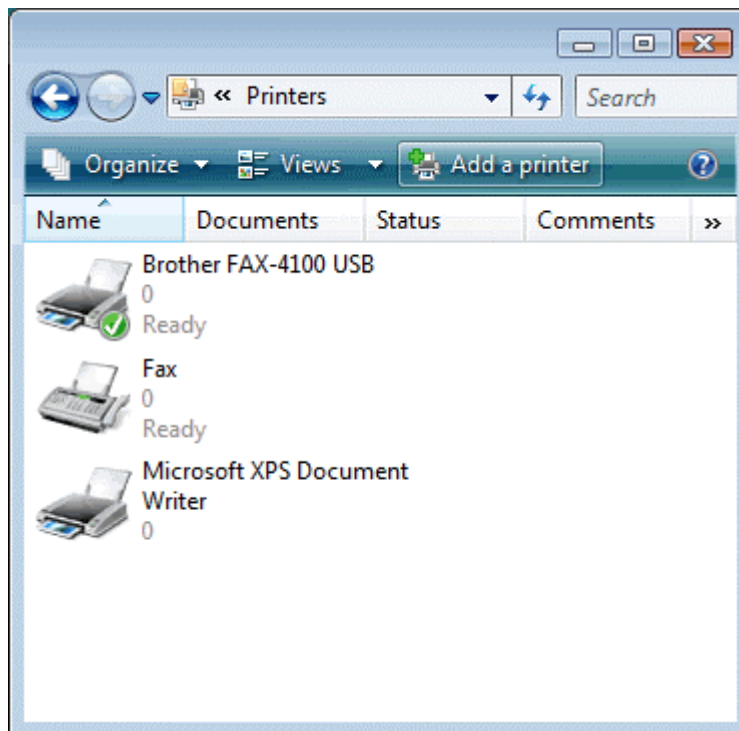 « Printers Search
Organize Views Add a printer ?
Name Documents Status Comments »
Brother FAX-4100 USB
0
Ready
Fax
0
Ready
Microsoft XPS Document
Writer
0